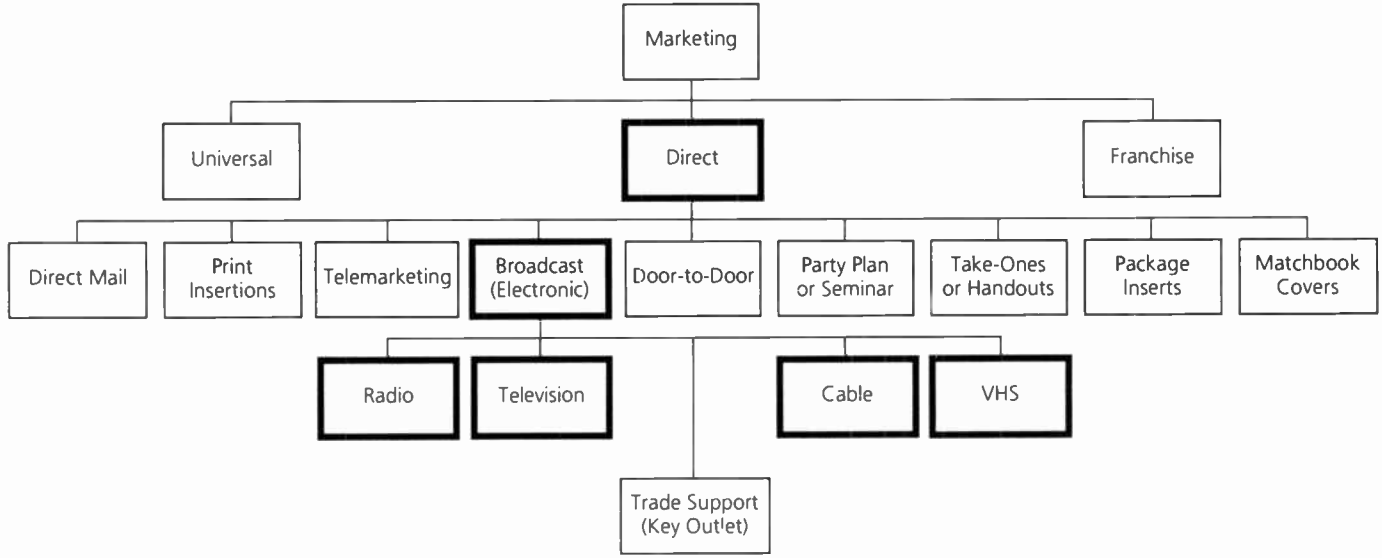 Marketing
Universal
Direct
Franchise
Direct Mail
Print
Insertions
Telemarketing
Broadcast
(Electronic)
Door-to-Door
Party Plan
or Seminar
Take-Ones
or Handouts
Package
Inserts
Matchbook
Covers
Radio
Television
Cable
VHS
Trade Support
(Key Outlet)